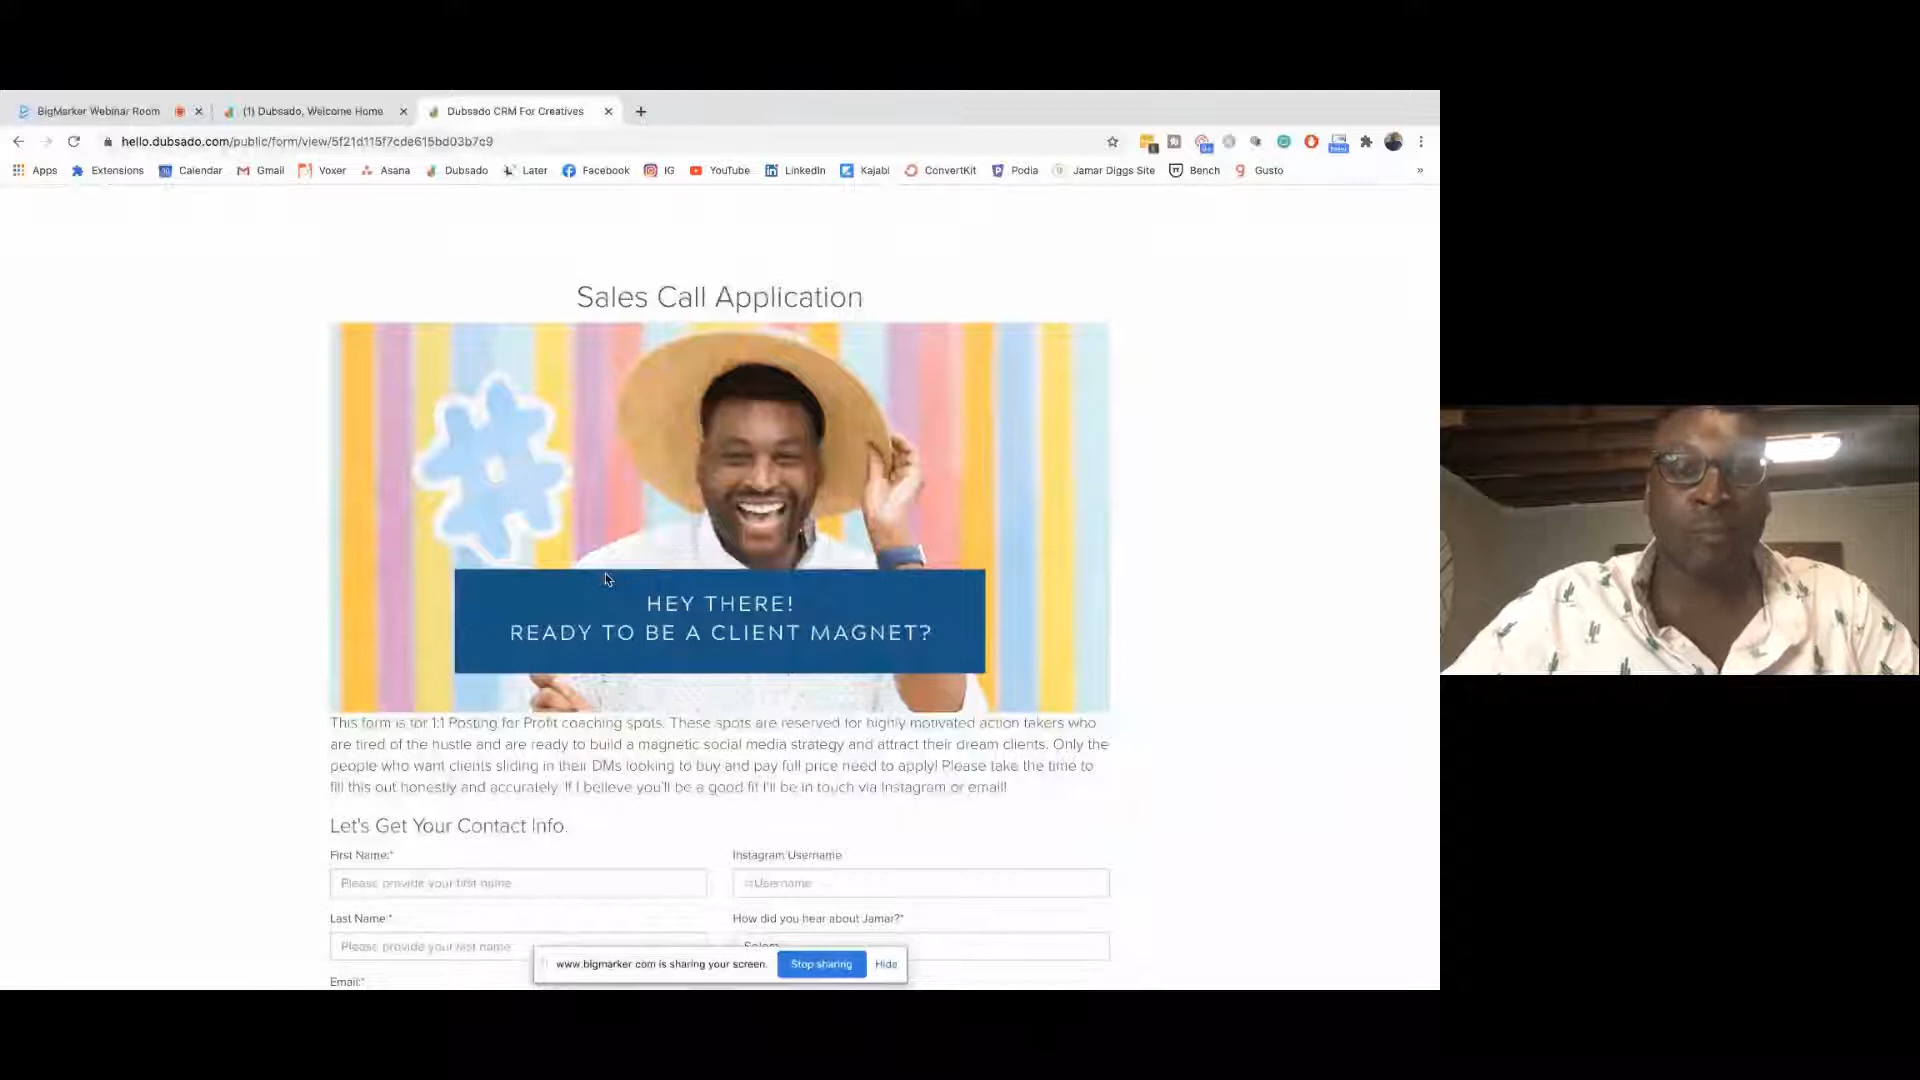 BigMarker Webinar Room
(1) Dubsado, Welcome Home
Dubsado CRM For Creatives
hello.dubsado.com/public/form/view/5f21d115f7cde615bd03b7c9
Apps Extensions Calendar Gmail Voxer Asana Dubsado Later Facebook IG YouTube LinkedIn Kajabi ConvertKit Podia Jamar Diggs Site Bench Gusto »
Sales Call Application
HEY THERE!
READY TO BE A CLIENT MAGNET?
This form is for 1:1 Posting for Profit coaching spots. These spots are reserved for highly motivated action takers who
are tired of the hustle and are ready to build a magnetic social media strategy and attract their dream clients. Only the
people who want clients sliding in their DMs looking to buy and pay full price need to apply! Please take the time to
fill this out honestly and accurately. If I believe you'll be a good fit I'll be in touch via Instagram or email!
Let's Get Your Contact Info.
First Name:*
Please provide your first name
Instagram Username
@Username
Last Name:*
Please provide your last name
How did you hear about Jamar?*
Email:*
www.bigmarker.com is sharing your screen.
Stop sharing
Hide